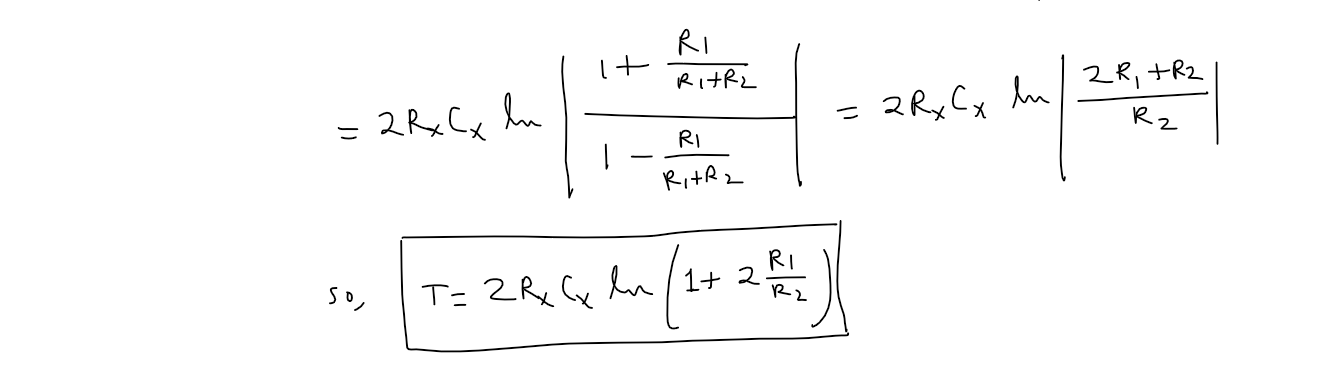 = 2RxCx ln | (1 + R1/(R1+R2)) / (1 - R1/(R1+R2)) | = 2RxCx ln | (2R1+R2)/R2 |
so, T = 2RxCx ln (1 + 2 R1/R2)